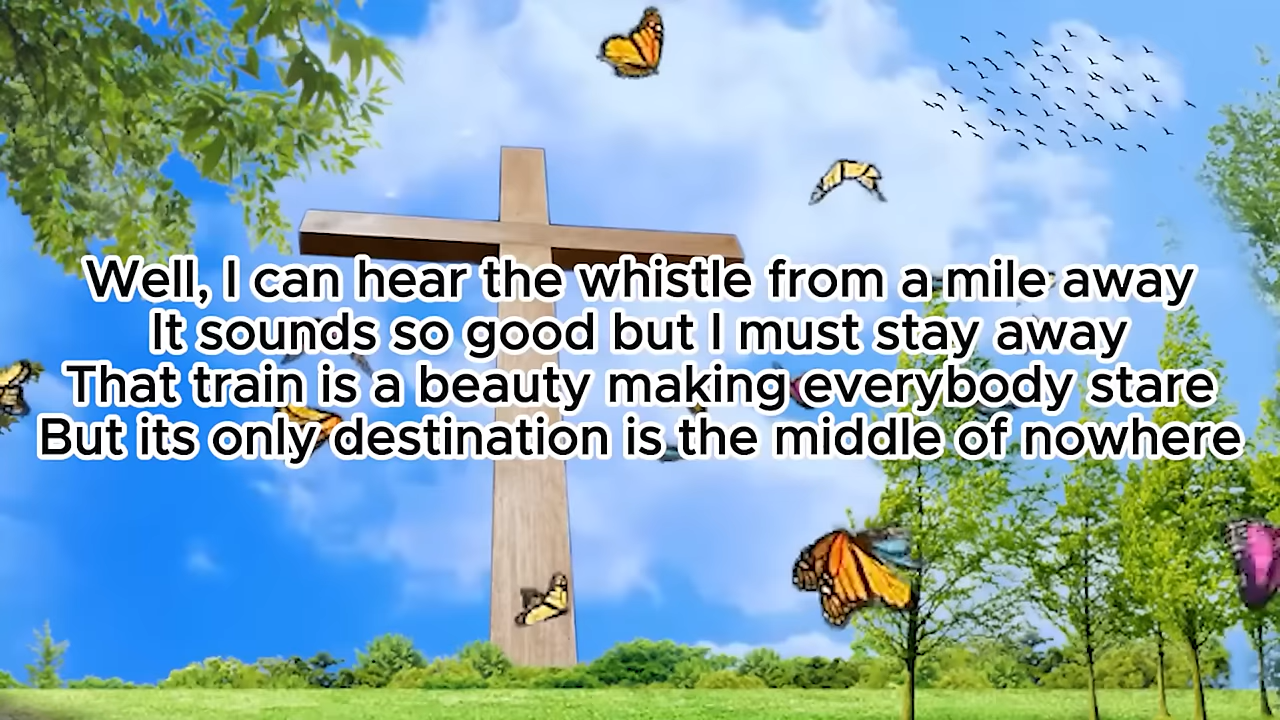 Well, I can hear the whistle from a mile away
It sounds so good but I must stay away
That train is a beauty making everybody stare
But its only destination is the middle of nowhere